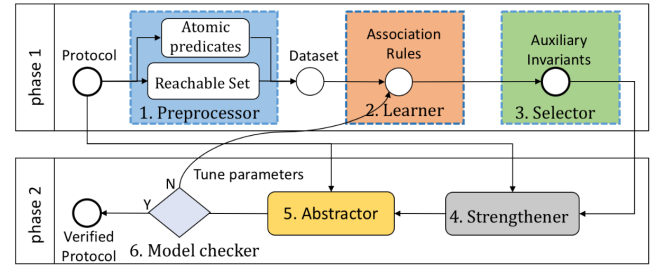 phase 1
Protocol
Atomic
predicates
Reachable Set
1. Preprocessor
Dataset
Association
Rules
2. Learner
Auxiliary
Invariants
3. Selector
phase 2
N
Tune parameters
Y
Verified
Protocol
6. Model checker
5. Abstractor
4. Strengthener